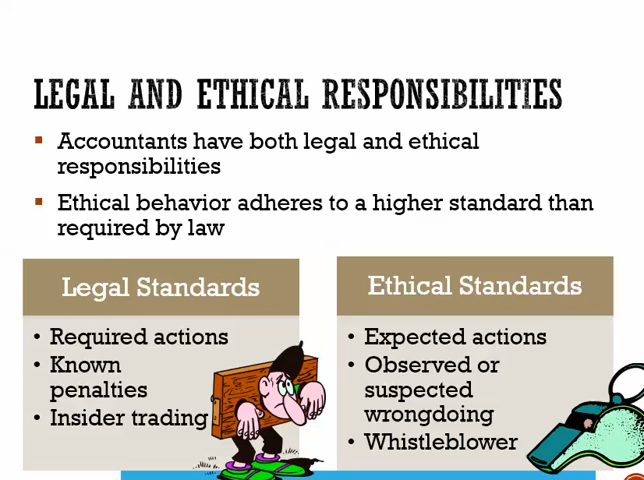 LEGAL AND ETHICAL RESPONSIBILITIES
▪ Accountants have both legal and ethical
responsibilities
▪ Ethical behavior adheres to a higher standard than
required by law
Legal Standards
• Required actions
• Known
penalties
• Insider trading
Ethical Standards
• Expected actions
• Observed or
suspected
wrongdoing
• Whistleblower